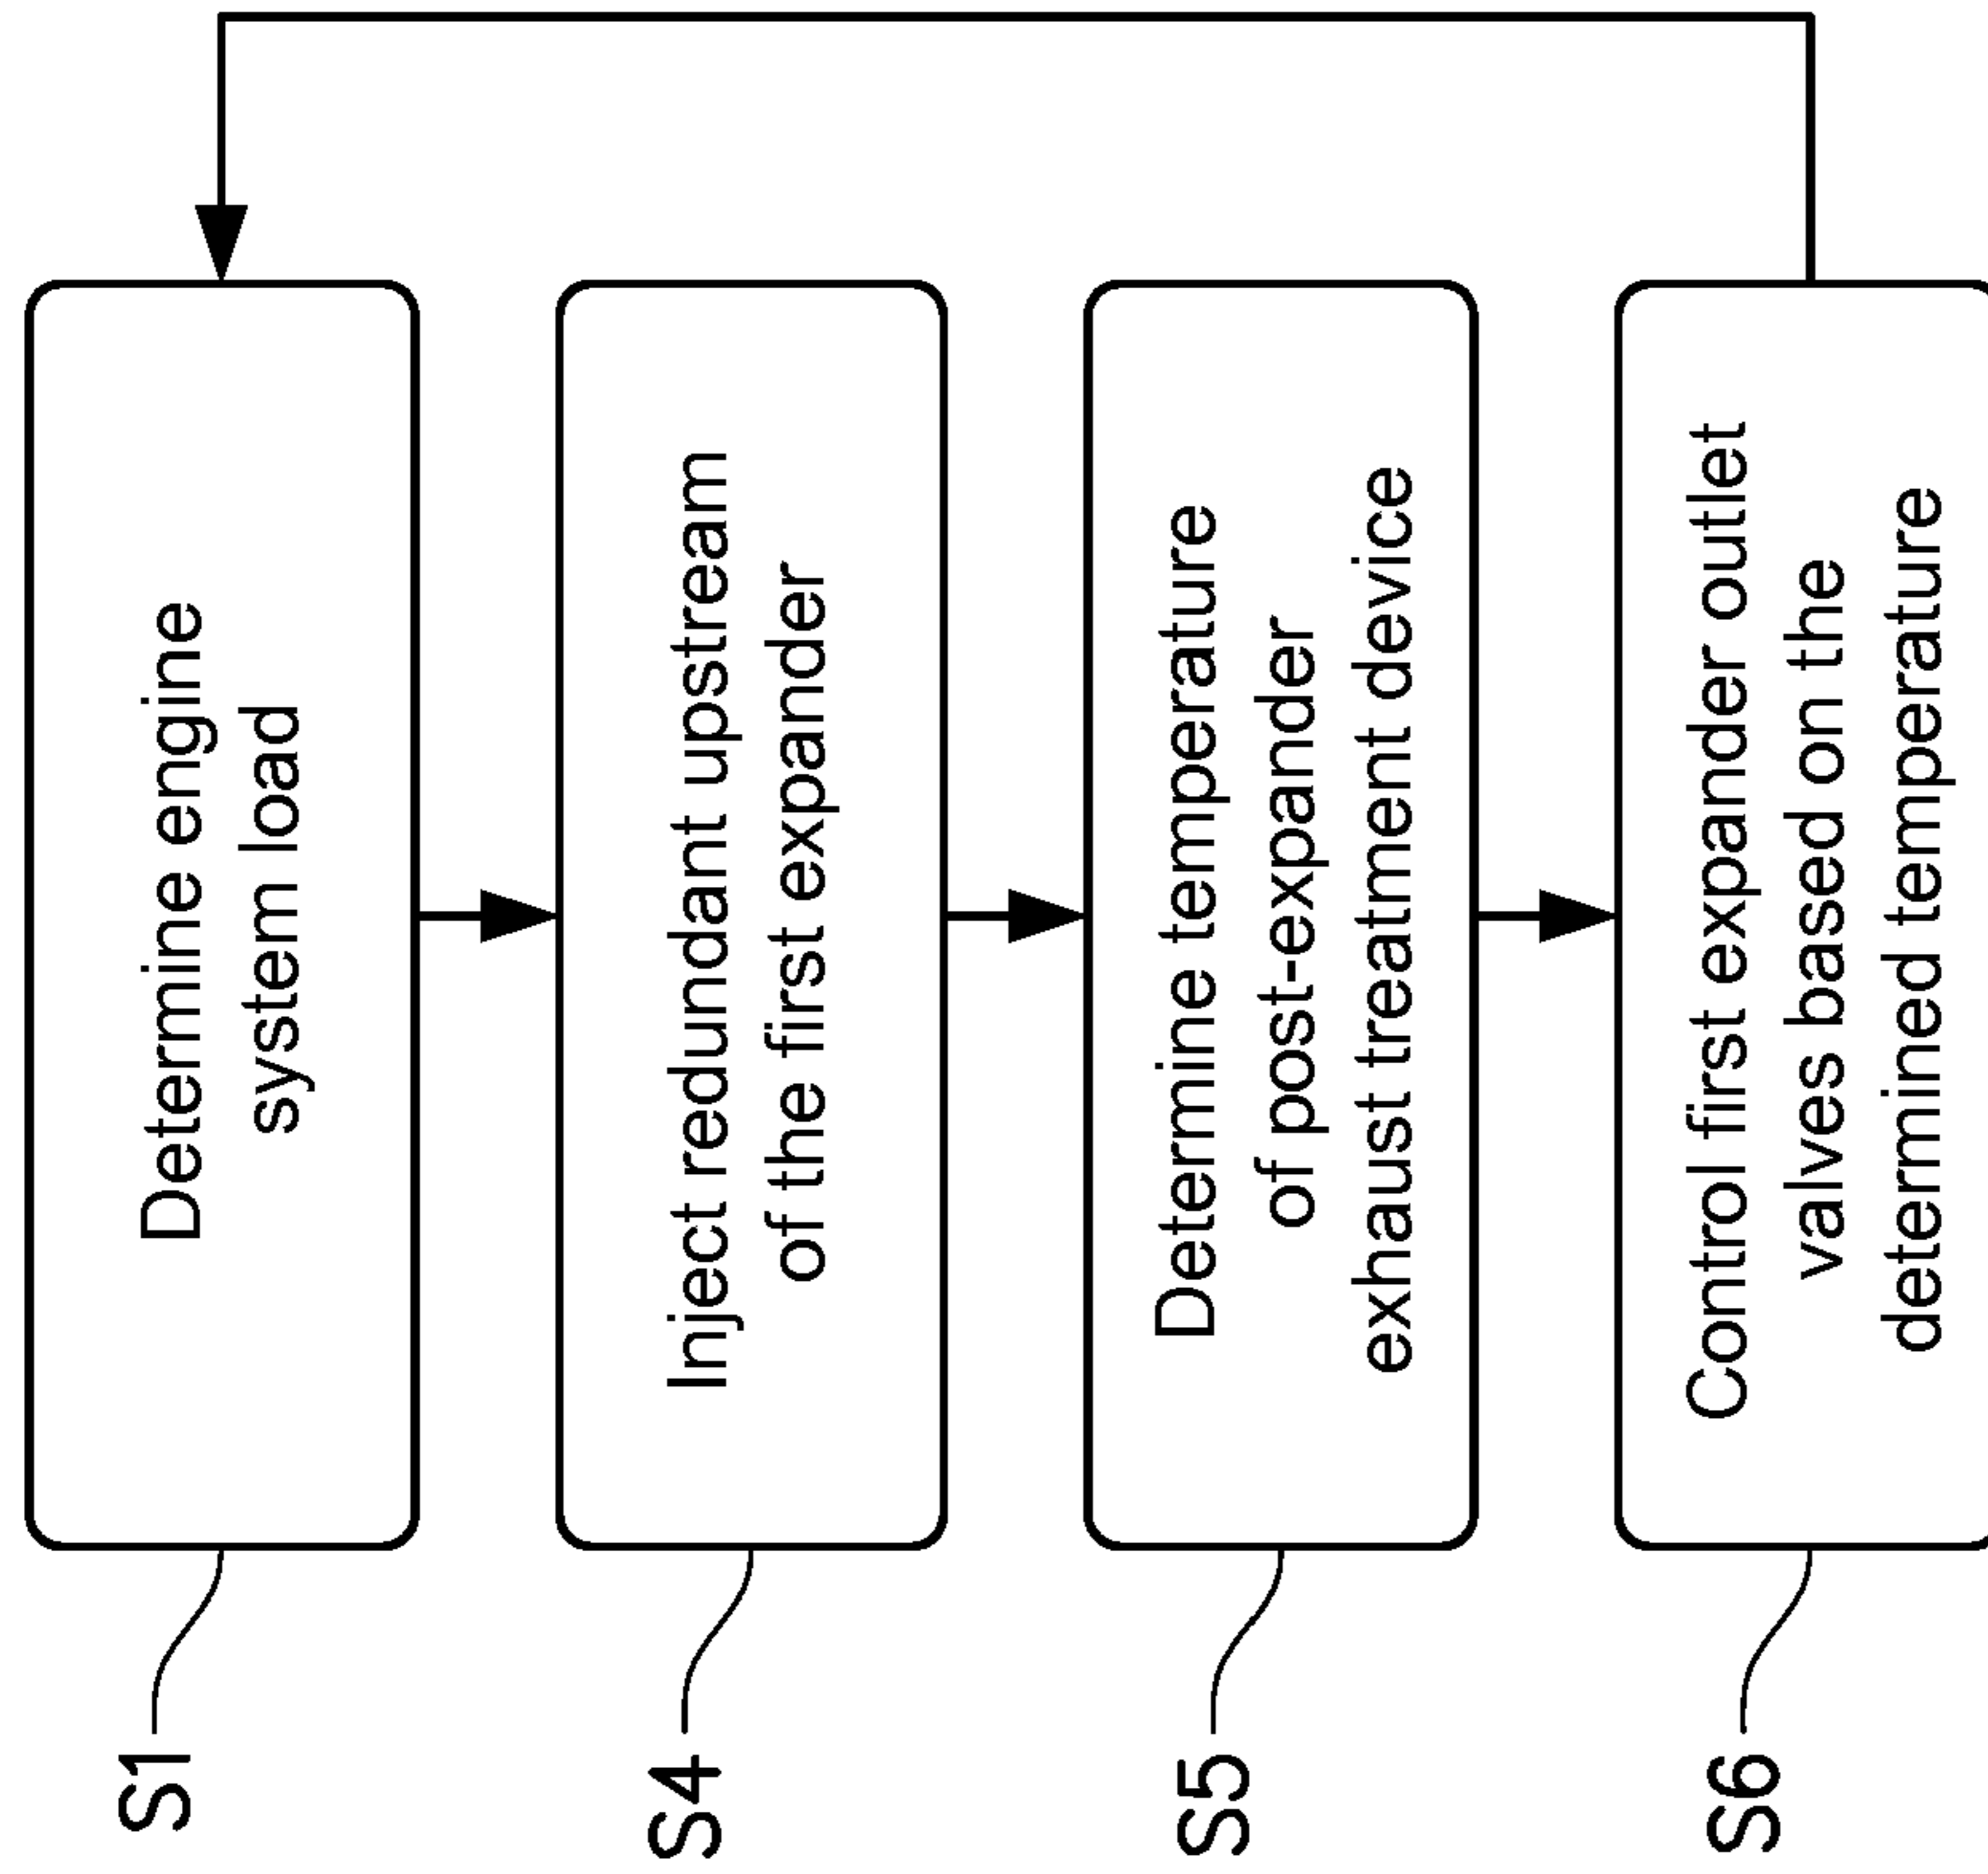 S1
Determine engine
system load
S4
Inject redundant upstream
of the first expander
S5
Determine temperature
of post-expander
exhaust treatment device
S6
Control first expander outlet
valves based on the
determined temperature